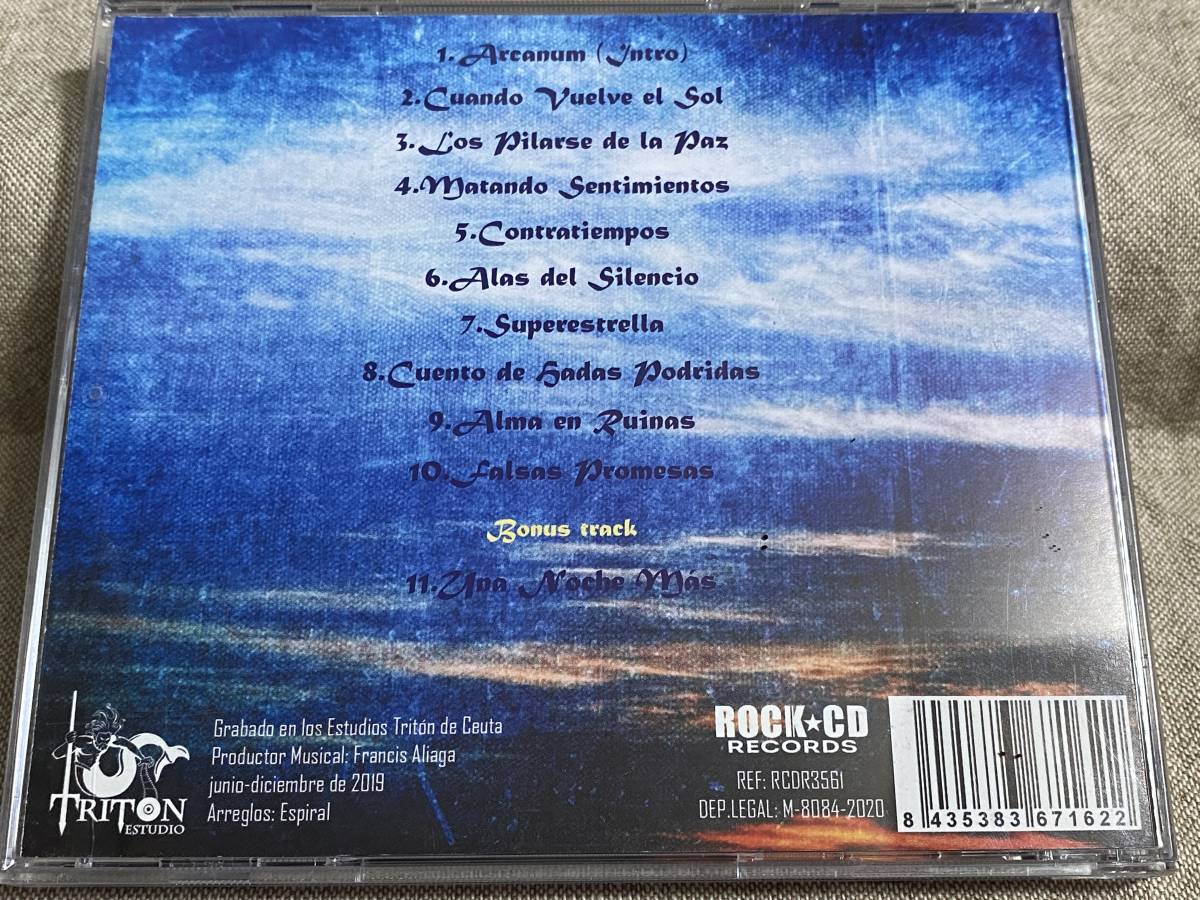 1.Arcanum (Intro)
2.Cuando Vuelve el Sol
3.Los Pilarse de la Paz
4.Matando Sentimientos
5.Contratiempos
6.Alas del Silencio
7.Superestrella
8.Cuento de Hadas Podridas
9.Alma en Ruinas
10.Falsas Promesas
Bonus track
11.Una Noche Más
TRITON
ESTUDIO
Grabado en los Estudios Tritón de Ceuta
Productor Musical: Francis Aliaga
junio-diciembre de 2019
Arreglos: Espiral
ROCK★CD
RECORDS
REF: RCDR3561
DEP.LEGAL: M-8084-2020
8 435383 671622